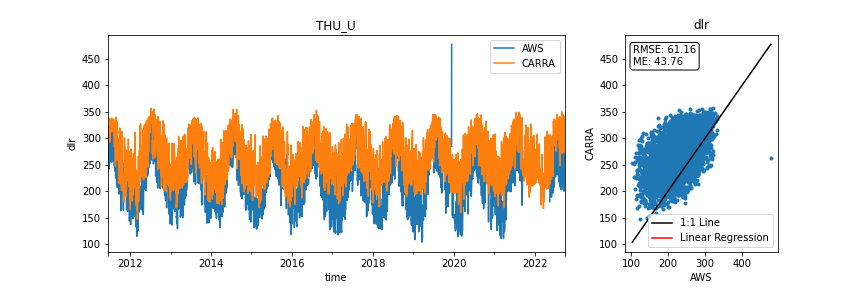 THU_U
dlr
450
400
350
300
250
200
150
100
dlr
AWS
CARRA
2012
2014
2016
2018
2020
2022
time
dlr
RMSE: 61.16
ME: 43.76
450
400
350
300
250
200
150
100
CARRA
1:1 Line
Linear Regression
100
200
300
400
AWS